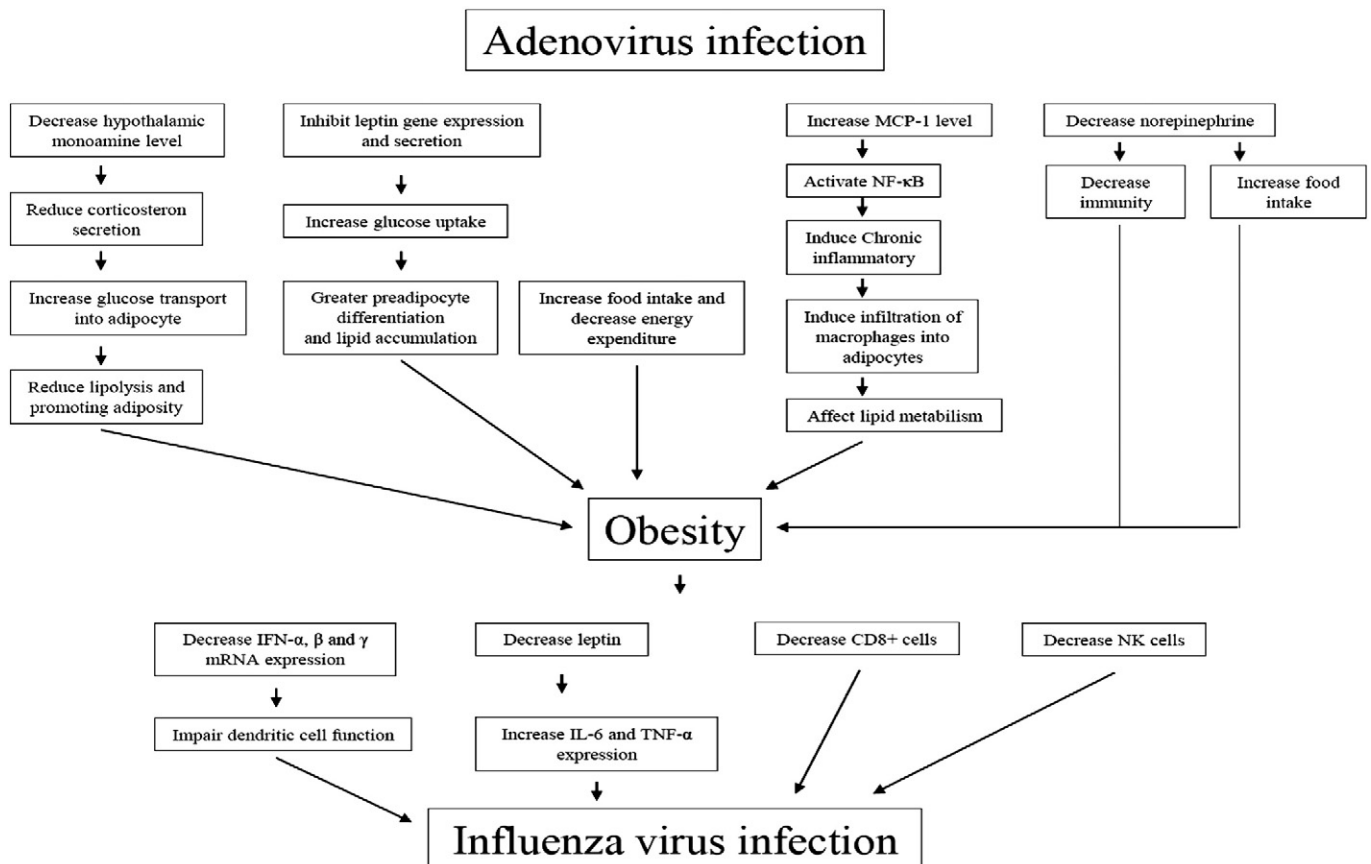 Adenovirus infection
Decrease hypothalamic
monoamine level
Reduce corticosteron
secretion
Increase glucose transport
into adipocyte
Reduce lipolysis and
promoting adiposity
Inhibit leptin gene expression
and secretion
Increase glucose uptake
Greater preadipocyte
differentiation
and lipid accumulation
Increase food intake and
decrease energy
expenditure
Increase MCP-1 level
Activate NF-κB
Induce Chronic
inflammatory
Induce infiltration of
macrophages into
adipocytes
Affect lipid metabilism
Decrease norepinephrine
Decrease
immunity
Increase food
intake
Obesity
Decrease IFN-α, β and γ
mRNA expression
Impair dendritic cell function
Decrease leptin
Increase IL-6 and TNF-α
expression
Decrease CD8+ cells
Decrease NK cells
Influenza virus infection